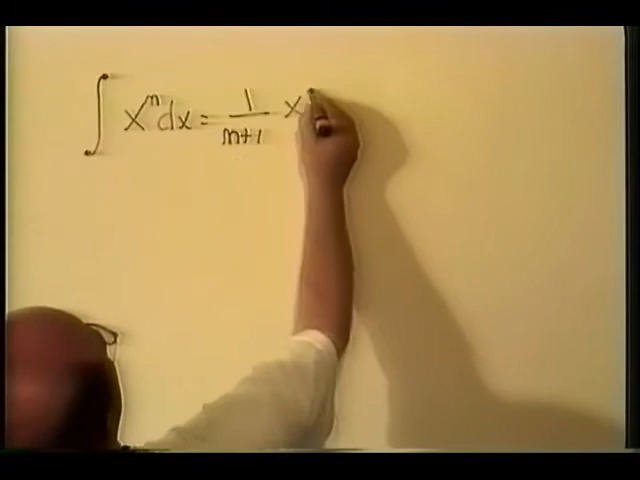 ∫ xⁿdx = 1/(n+1) x